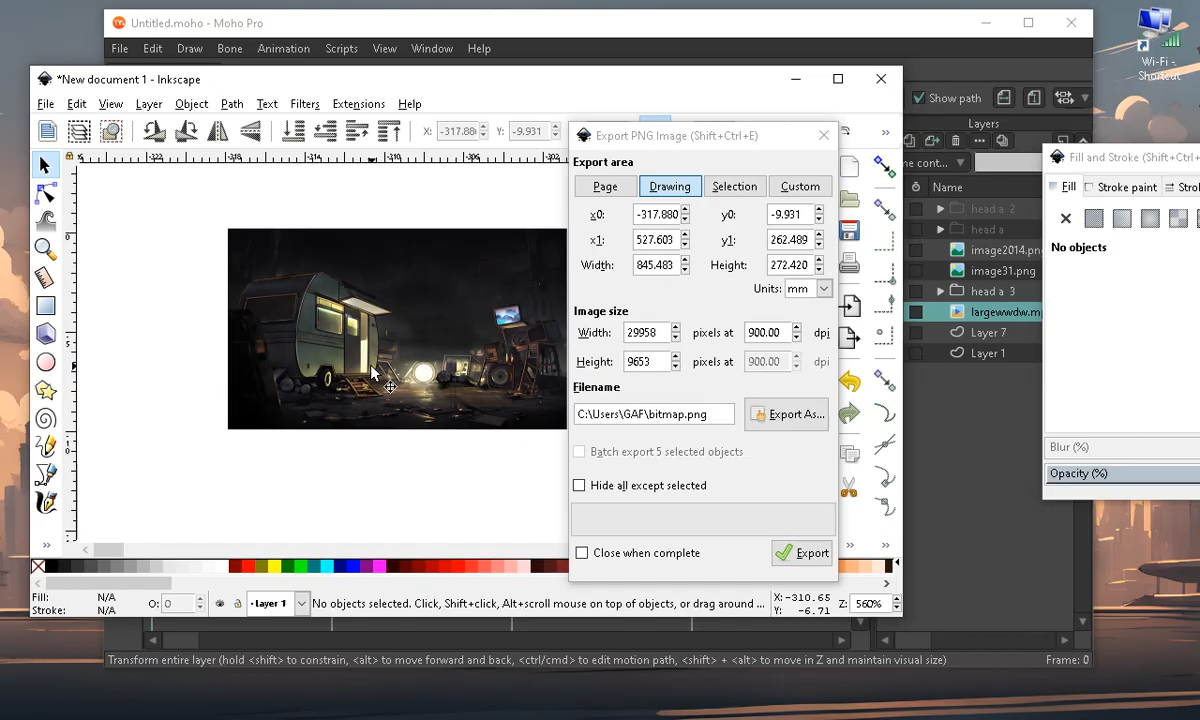 Untitled.moho - Moho Pro
File Edit Draw Bone Animation Scripts View Window Help
Wi-Fi -
Shortcut
*New document 1 - Inkscape
File Edit View Layer Object Path Text Filters Extensions Help
X: -317.88 Y: -9.931
Show path
Layers
Name
head a 2
head a
image2014.pn
image31.png
head a 3
largewwdw.m
Layer 7
Layer 1
Export PNG Image (Shift+Ctrl+E)
Export area
Page Drawing Selection Custom
x0: -317.880 y0: -9.931
x1: 527.603 y1: 262.489
Width: 845.483 Height: 272.420
Units: mm
Image size
Width: 29958 pixels at 900.00 dpi
Height: 9653 pixels at 900.00 dpi
Filename
C:\Users\GAF\bitmap.png Export As...
Batch export 5 selected objects
Hide all except selected
Close when complete Export
Fill and Stroke (Shift+Ctrl+
Fill Stroke paint Strol
No objects
Blur (%)
Opacity (%)
Fill: N/A
Stroke: N/A
O: 0
Layer 1
No objects selected. Click, Shift+click, Alt+scroll mouse on top of objects, or drag around ...
X: -310.65
Y: -6.71
Z: 560%
Transform entire layer (hold <shift> to constrain, <alt> to move forward and back, <ctrl/cmd> to edit motion path, <shift> + <alt> to move in Z and maintain visual size)
Frame: 0